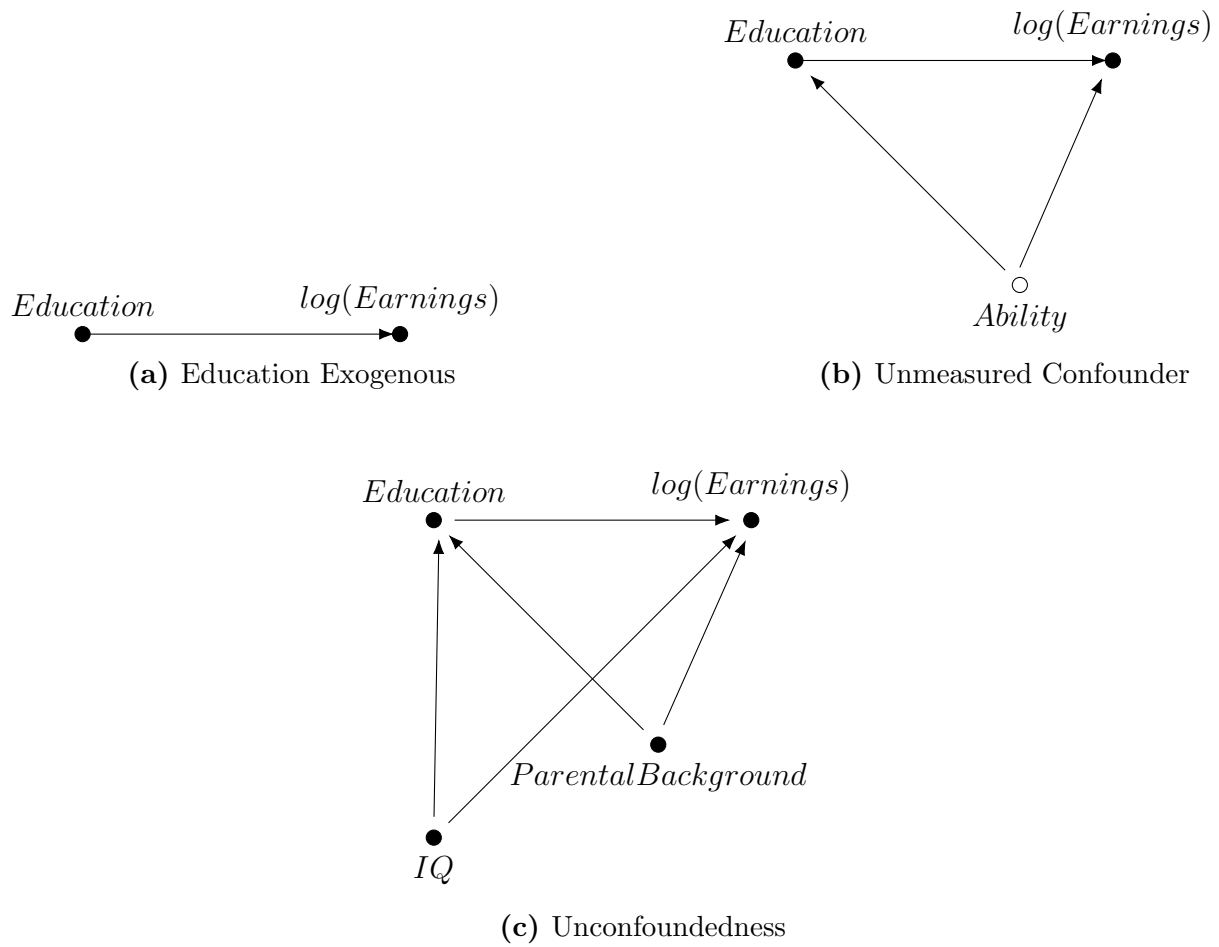 Education
log(Earnings)
Ability
(b) Unmeasured Confounder
Education
log(Earnings)
(a) Education Exogenous
Education
log(Earnings)
ParentalBackground
IQ
(c) Unconfoundedness